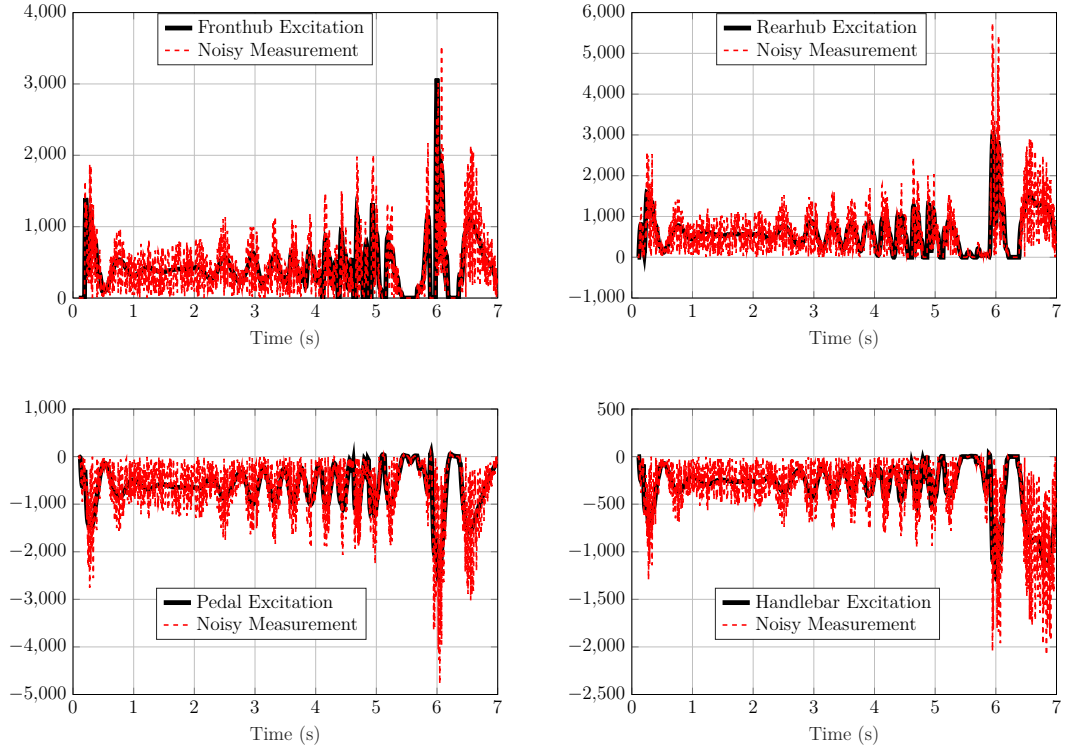 4,000
3,000
2,000
1,000
0
Fronthub Excitation
Noisy Measurement
0 1 2 3 4 5 6 7
Time (s)
6,000
5,000
4,000
3,000
2,000
1,000
0
−1,000
Rearhub Excitation
Noisy Measurement
0 1 2 3 4 5 6 7
Time (s)
1,000
0
−1,000
−2,000
−3,000
−4,000
−5,000
Pedal Excitation
Noisy Measurement
0 1 2 3 4 5 6 7
Time (s)
500
0
−500
−1,000
−1,500
−2,000
−2,500
Handlebar Excitation
Noisy Measurement
0 1 2 3 4 5 6 7
Time (s)